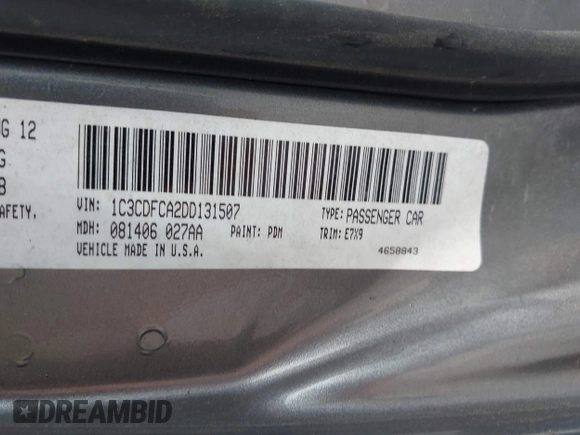 G 12
G
8
AFETY.
VIN: 1C3CDFCA2DD131507 TYPE: PASSENGER CAR
MDH: 081406 027AA PAINT: PDM TRIM: E7X9
VEHICLE MADE IN U.S.A. 4658843
DREAMBID